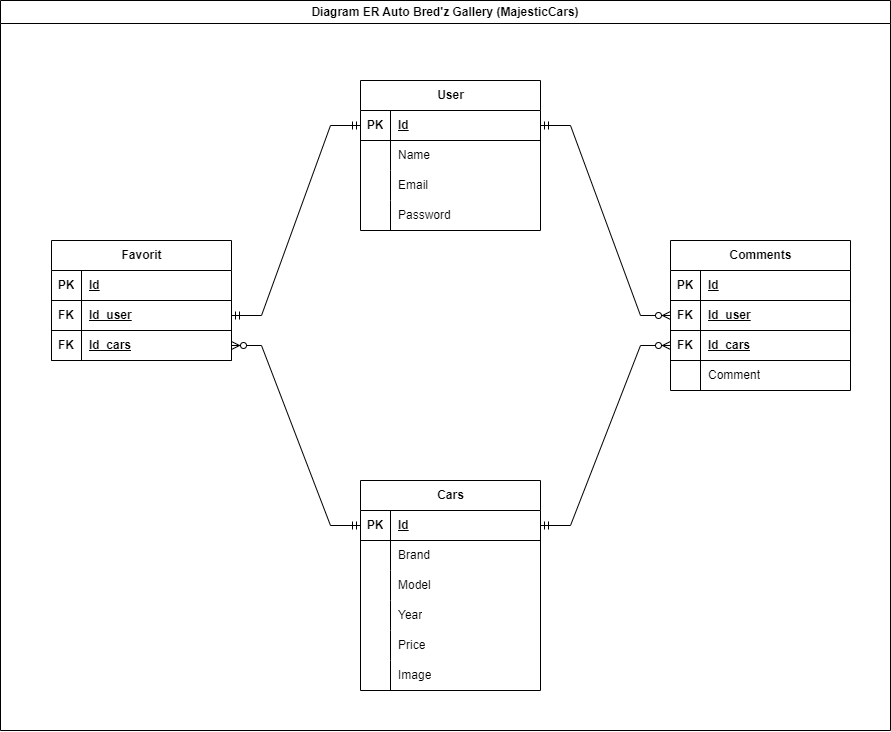 Diagram ER Auto Bred'z Gallery (MajesticCars)
User
PK Id
Name
Email
Password
Favorit
PK Id
FK Id_user
FK Id_cars
Comments
PK Id
FK Id_user
FK Id_cars
Comment
Cars
PK Id
Brand
Model
Year
Price
Image